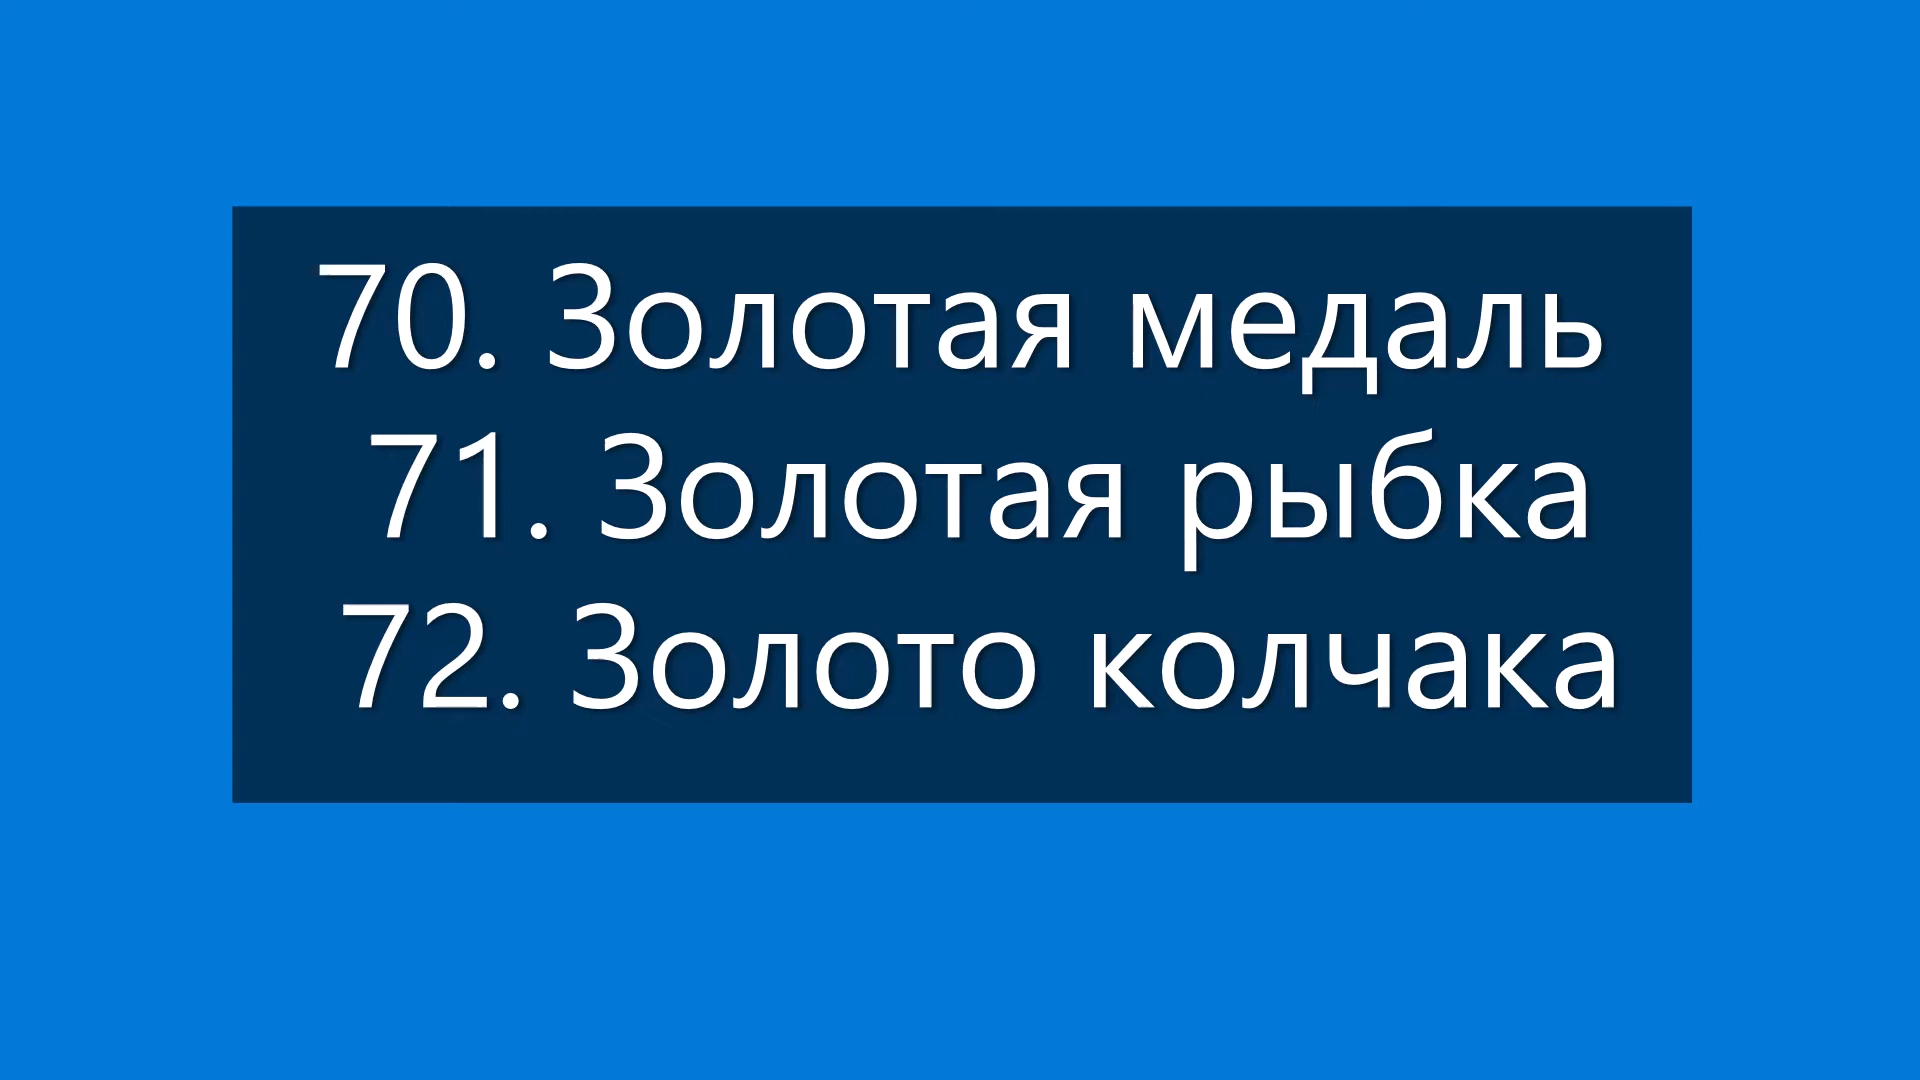 70. Золотая медаль
71. Золотая рыбка
72. Золото колчака